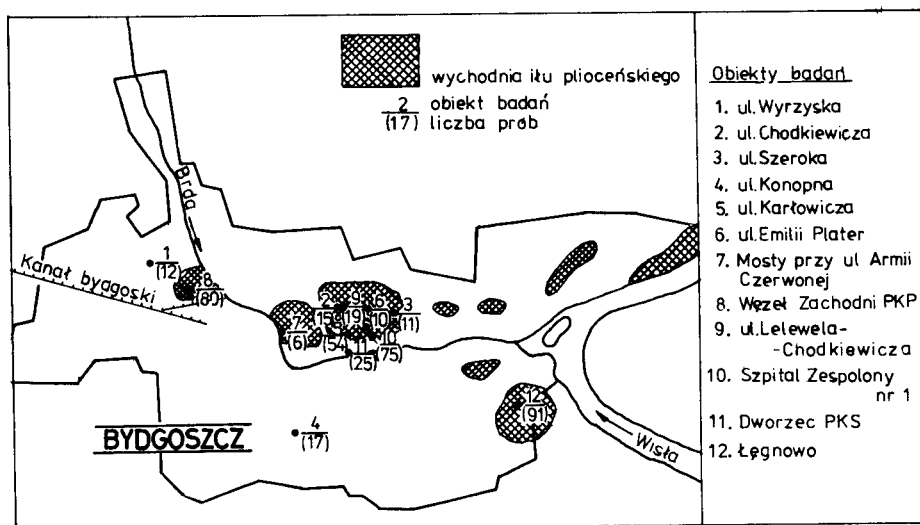 wychodnia iłu plioceńskiego
2 obiekt badań
(17) liczba prób
Brda
Kanał bydgoski
1
(12)
8
(80)
2
(15)
9
(19)
6
(10)
3
(11)
7
(6)
5
(54)
11
(25)
10
(75)
4
(17)
12
(91)
BYDGOSZCZ
Wisła
Obiekty badań
1. ul. Wyrzyska
2. ul. Chodkiewicza
3. ul. Szeroka
4. ul. Konopna
5. ul. Karłowicza
6. ul. Emilii Plater
7. Mosty przy ul Armii
Czerwonej
8. Węzeł Zachodni PKP
9. ul. Lelewela-
-Chodkiewicza
10. Szpital Zespolony
nr 1
11. Dworzec PKS
12. Łęgnowo